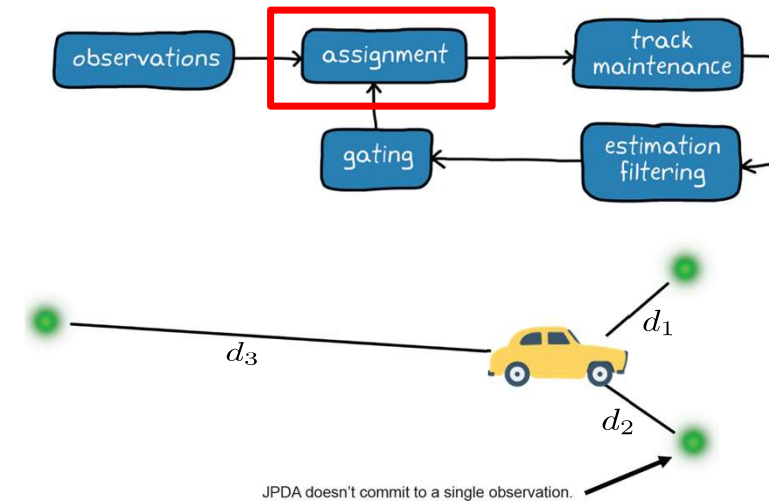 observations
assignment
track
maintenance
gating
estimation
filtering
d₁
d₃
d₂
JPDA doesn't commit to a single observation.